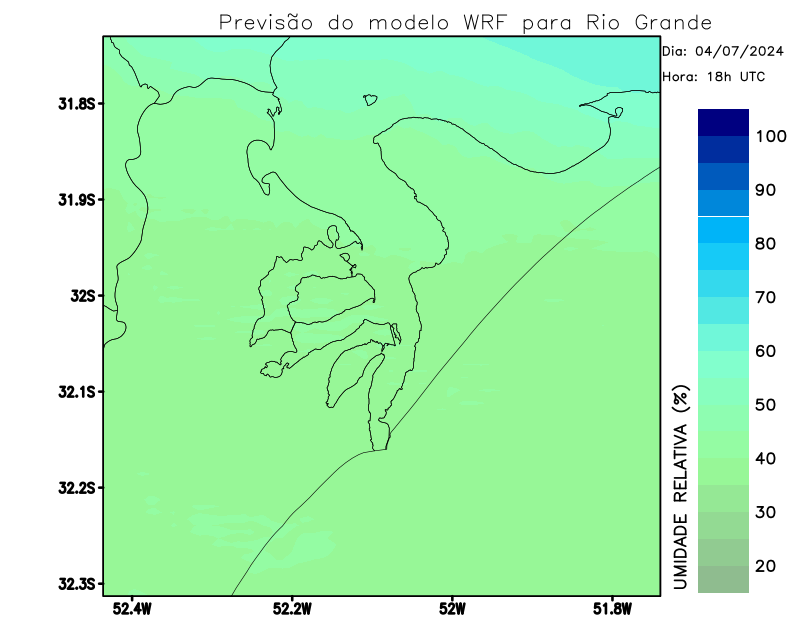 Previsão do modelo WRF para Rio Grande
Dia: 04/07/2024
Hora: 18h UTC
31.8S
31.9S
32S
32.1S
32.2S
32.3S
52.4W
52.2W
52W
51.8W
UMIDADE RELATIVA (%)
100
90
80
70
60
50
40
30
20